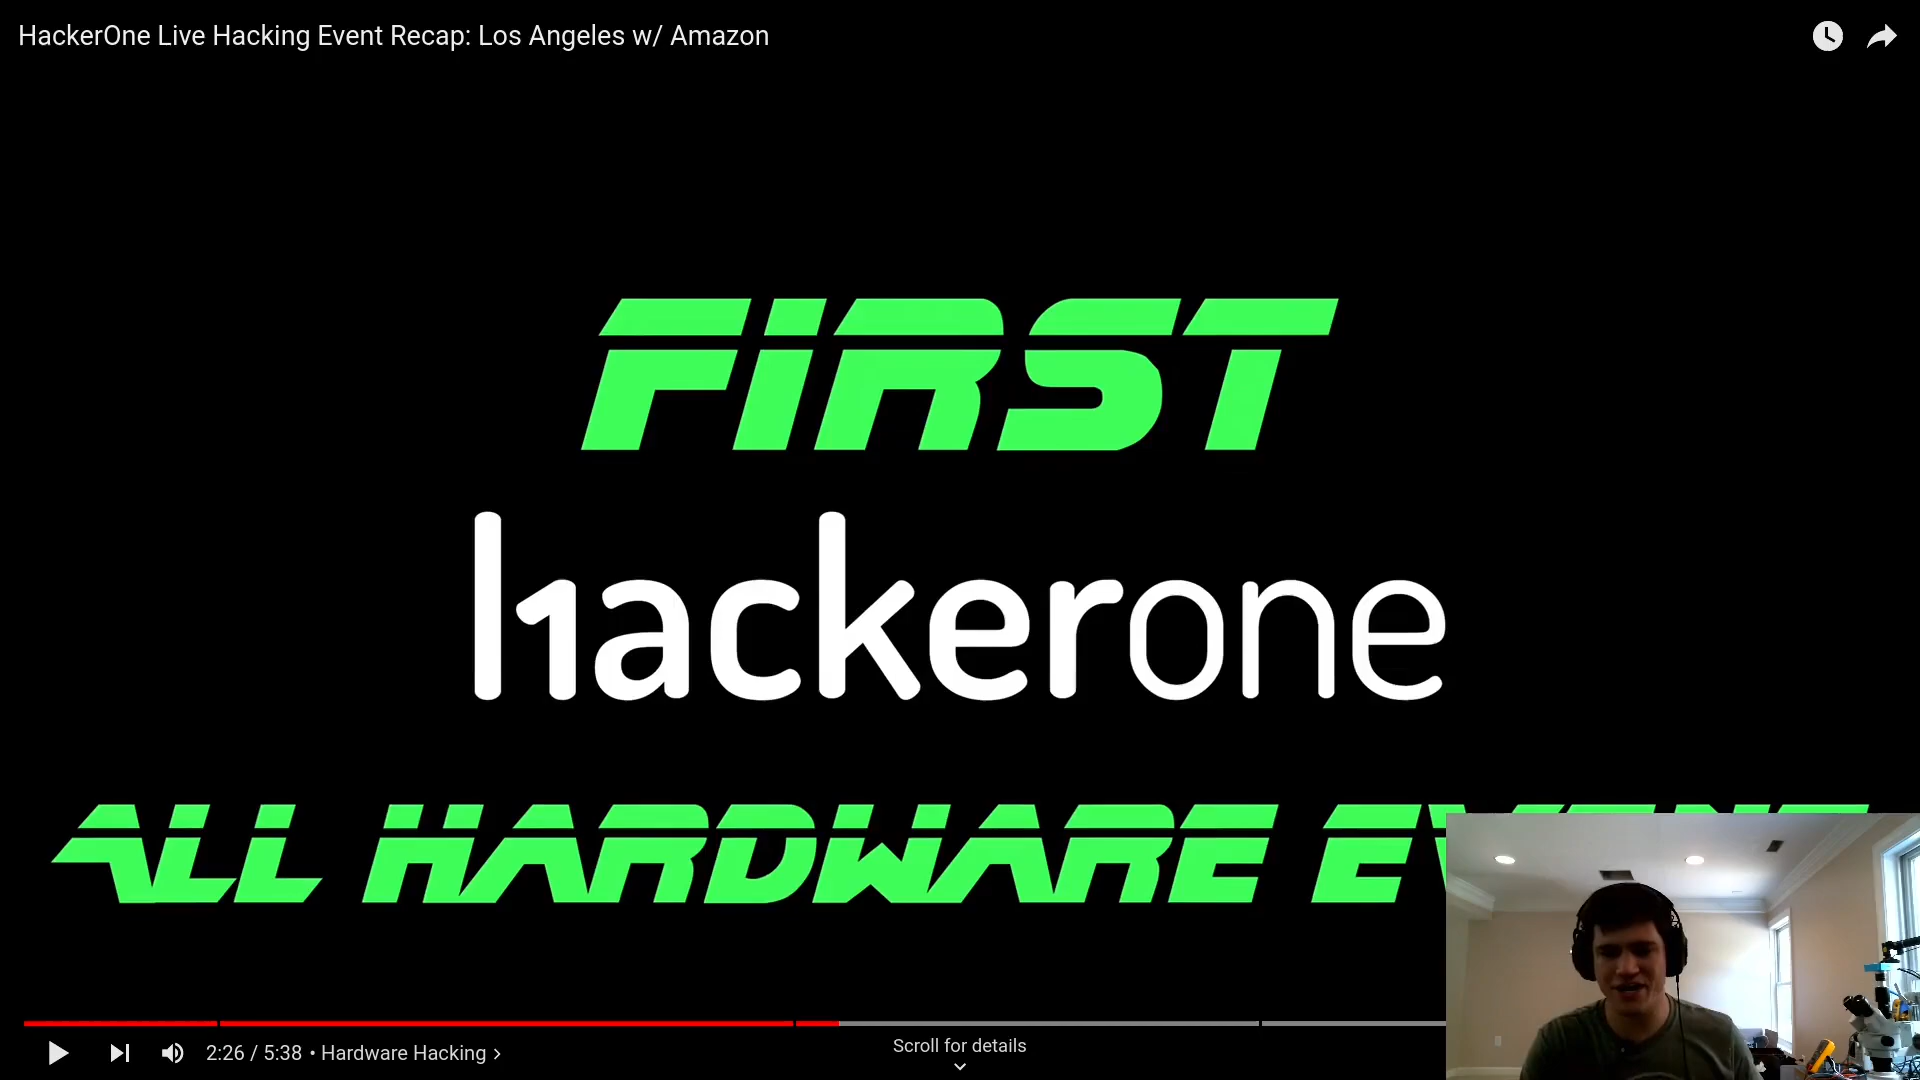 HackerOne Live Hacking Event Recap: Los Angeles w/ Amazon
FIRST
hackerone
ALL HARDWARE
2:26 / 5:38 • Hardware Hacking ›
Scroll for details